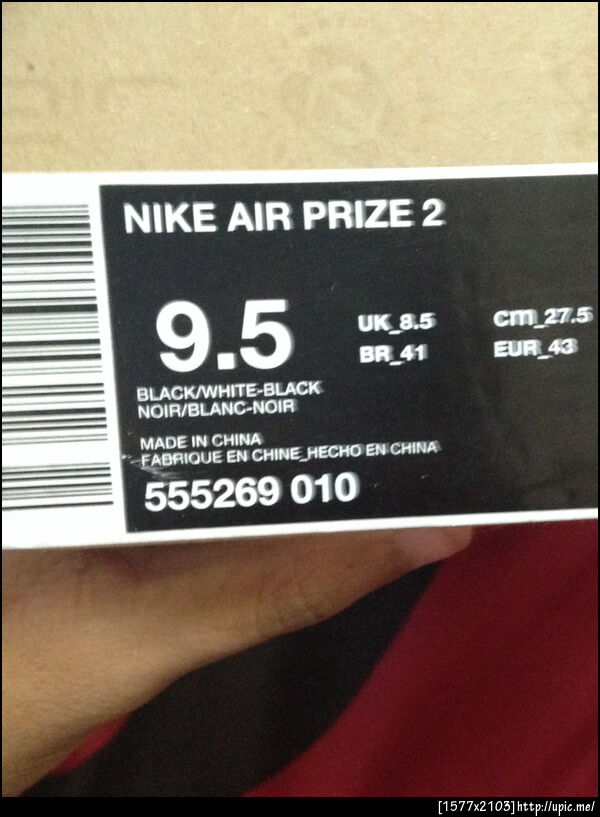 NIKE AIR PRIZE 2
9.5
UK_8.5
cm_27.5
BR_41
EUR_43
BLACK/WHITE-BLACK
NOIR/BLANC-NOIR
MADE IN CHINA
FABRIQUE EN CHINE_HECHO EN CHINA
555269 010
[1577x2103]http://upic.me/